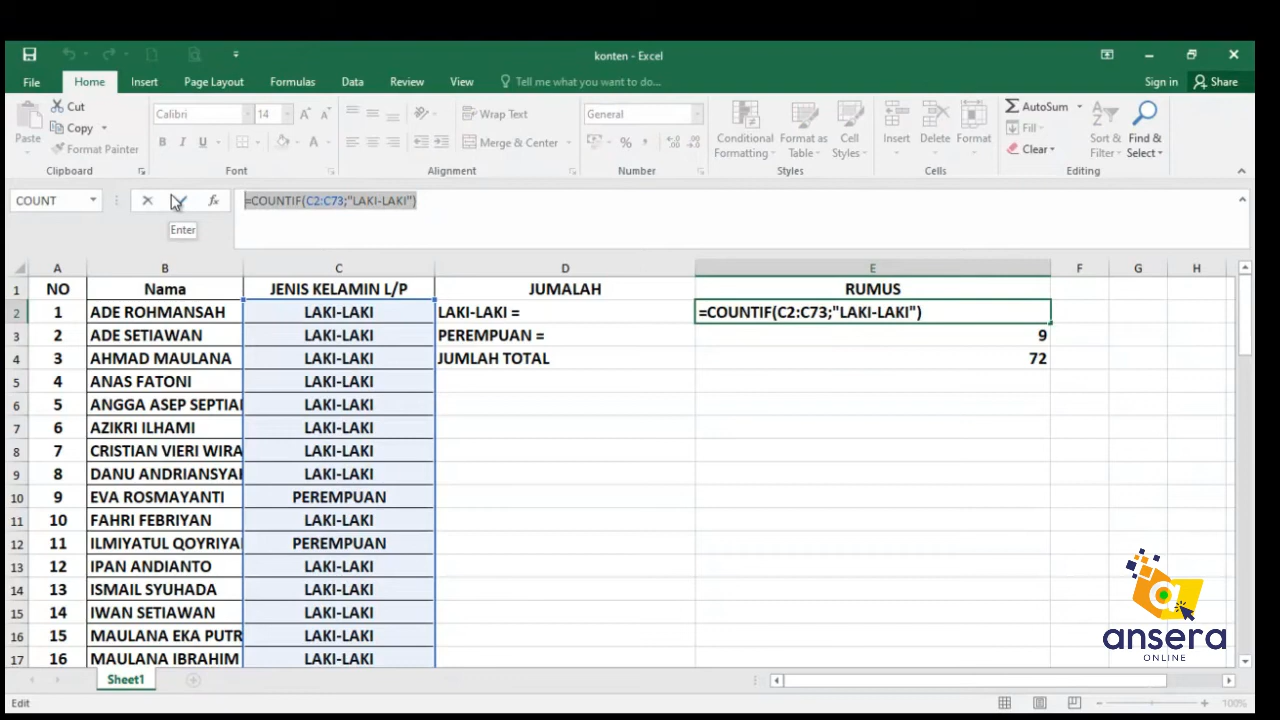 konten - Excel
File Home Insert Page Layout Formulas Data Review View Tell me what you want to do... Sign in Share
Cut
Copy
Format Painter
Paste
Calibri 14
B I U A
Wrap Text
Merge & Center
General
%
Conditional Formatting
Format as Table
Cell Styles
Insert Delete Format
AutoSum
Fill
Clear
Sort & Filter
Find & Select
Clipboard Font Alignment Number Styles Cells Editing
COUNT fx =COUNTIF(C2:C73;"LAKI-LAKI")
Enter
A B C D E F G H
1 NO Nama JENIS KELAMIN L/P JUMALAH RUMUS
2 1 ADE ROHMANSAH LAKI-LAKI LAKI-LAKI = =COUNTIF(C2:C73;"LAKI-LAKI")
3 2 ADE SETIAWAN LAKI-LAKI PEREMPUAN = 9
4 3 AHMAD MAULANA LAKI-LAKI JUMLAH TOTAL 72
5 4 ANAS FATONI LAKI-LAKI
6 5 ANGGA ASEP SEPTIA LAKI-LAKI
7 6 AZIKRI ILHAMI LAKI-LAKI
8 7 CRISTIAN VIERI WIRA LAKI-LAKI
9 8 DANU ANDRIANSYA LAKI-LAKI
10 9 EVA ROSMAYANTI PEREMPUAN
11 10 FAHRI FEBRIYAN LAKI-LAKI
12 11 ILMIYATUL QOYRIYA PEREMPUAN
13 12 IPAN ANDIANTO LAKI-LAKI
14 13 ISMAIL SYUHADA LAKI-LAKI
15 14 IWAN SETIAWAN LAKI-LAKI
16 15 MAULANA EKA PUTR LAKI-LAKI
17 16 MAULANA IBRAHIM LAKI-LAKI
ansera
ONLINE
Sheet1
Edit 100%